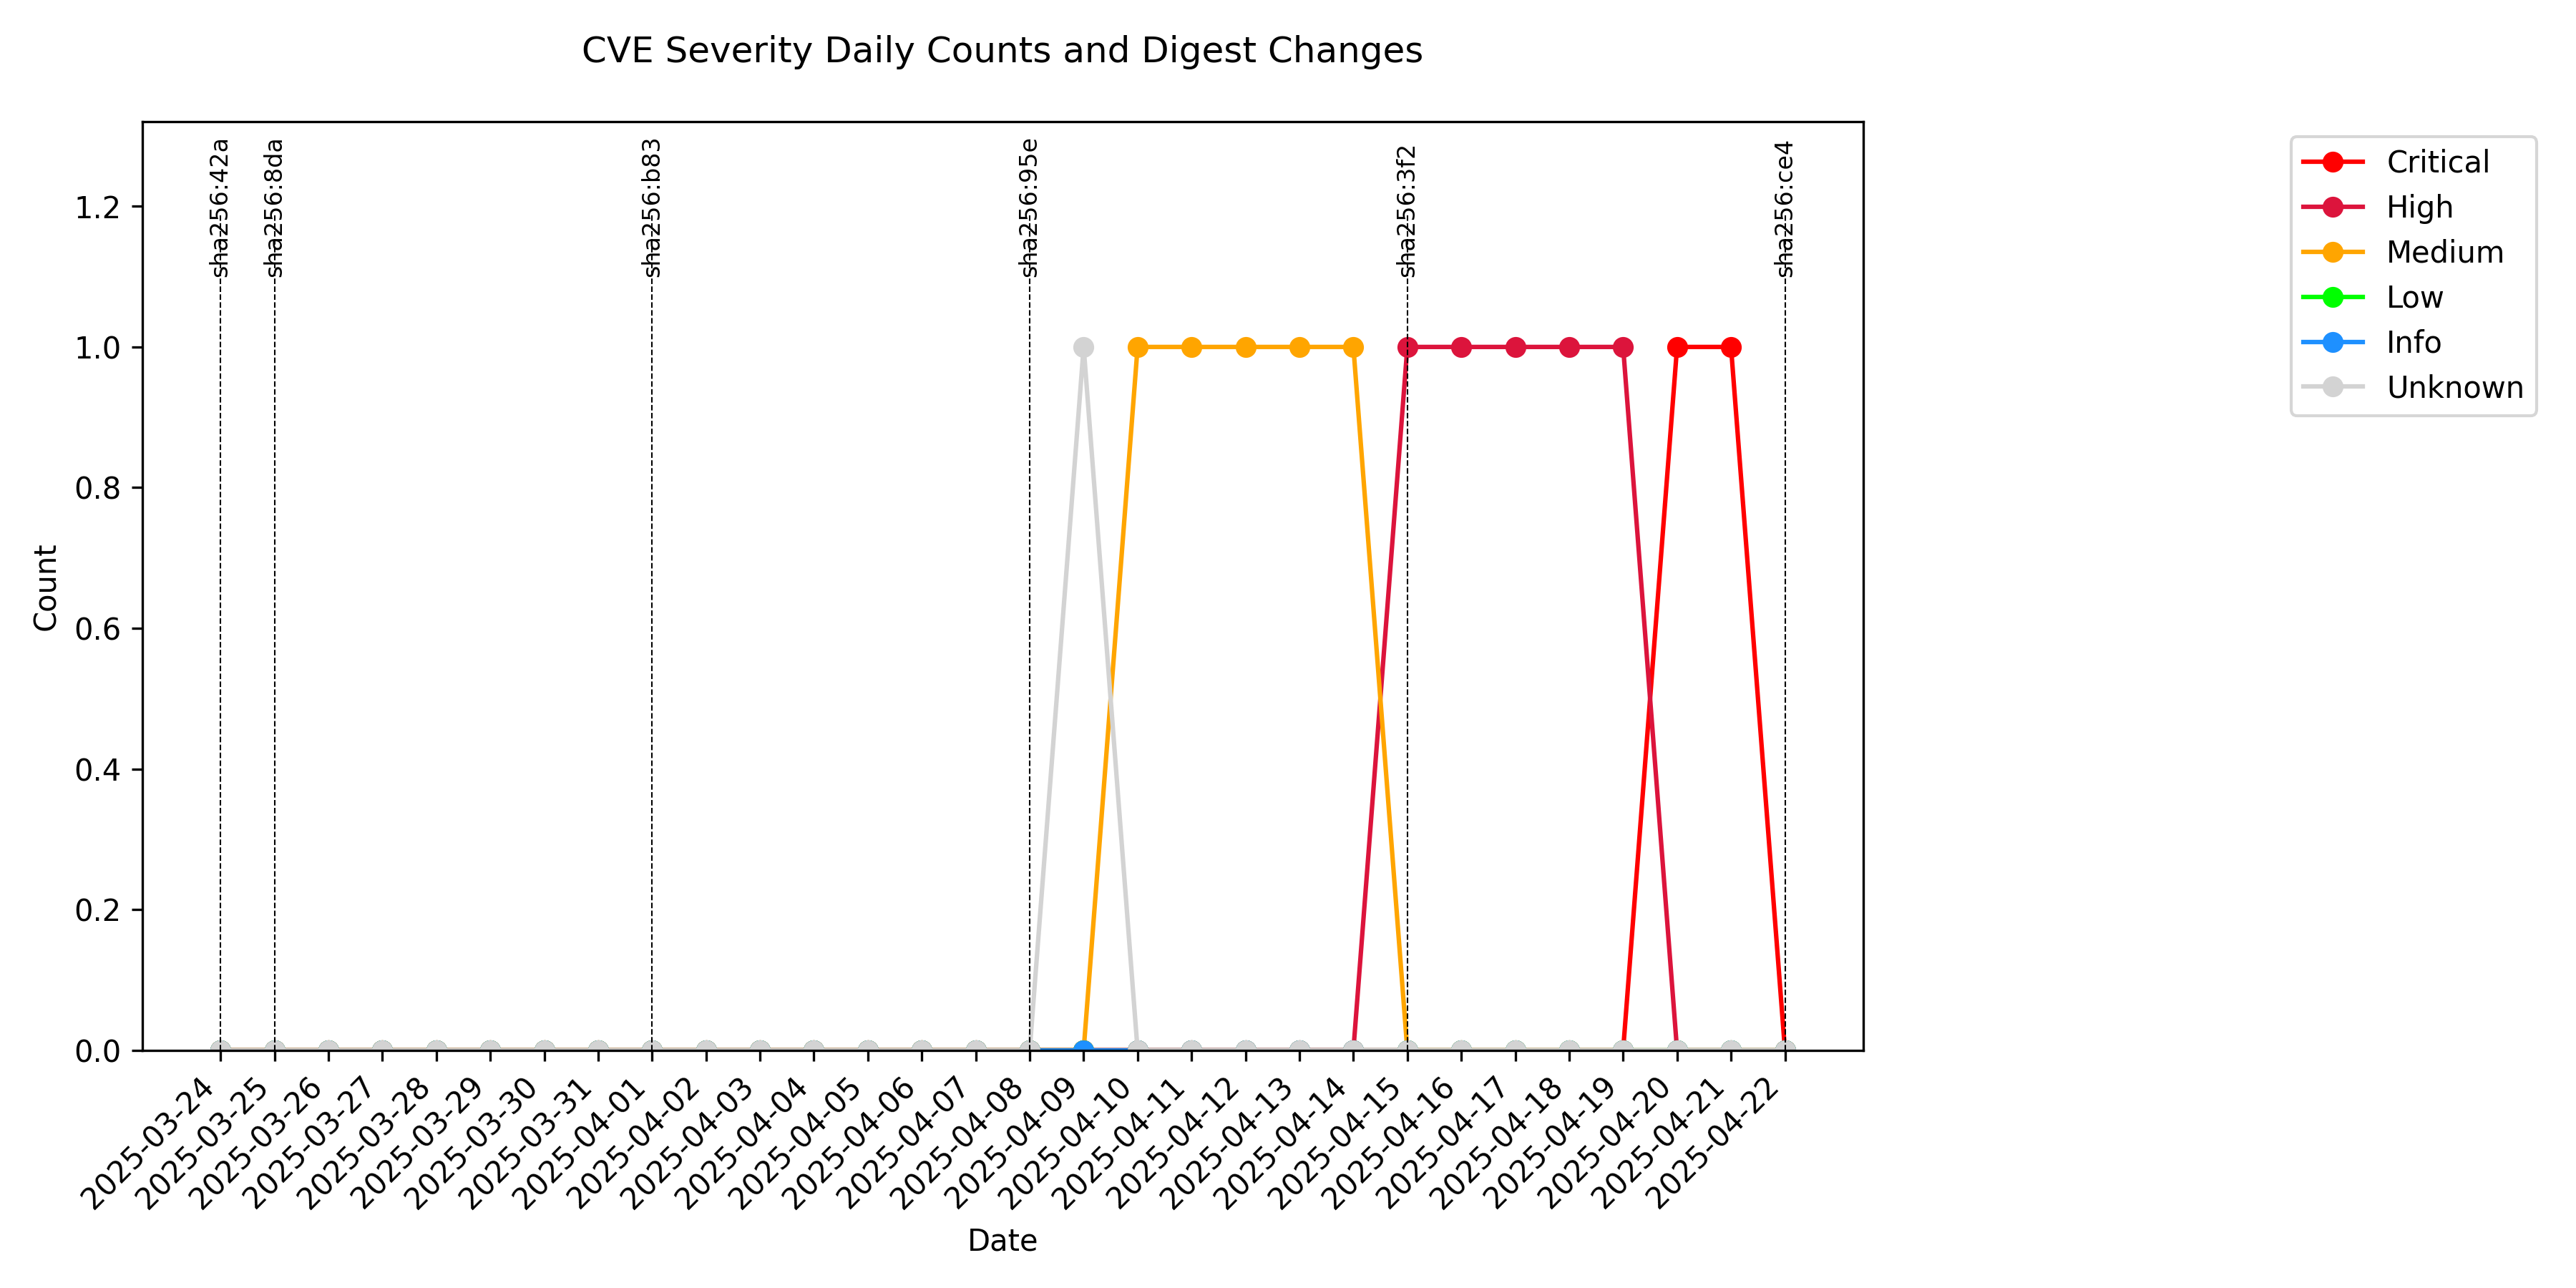 CVE Severity Daily Counts and Digest Changes
sha256:42a
sha256:8da
sha256:b83
sha256:95e
sha256:3f2
sha256:ce4
Critical
High
Medium
Low
Info
Unknown
1.2
1.0
0.8
0.6
0.4
0.2
0.0
Count
2025-03-24
2025-03-25
2025-03-26
2025-03-27
2025-03-28
2025-03-29
2025-03-30
2025-03-31
2025-04-01
2025-04-02
2025-04-03
2025-04-04
2025-04-05
2025-04-06
2025-04-07
2025-04-08
2025-04-09
2025-04-10
2025-04-11
2025-04-12
2025-04-13
2025-04-14
2025-04-15
2025-04-16
2025-04-17
2025-04-18
2025-04-19
2025-04-20
2025-04-21
2025-04-22
Date